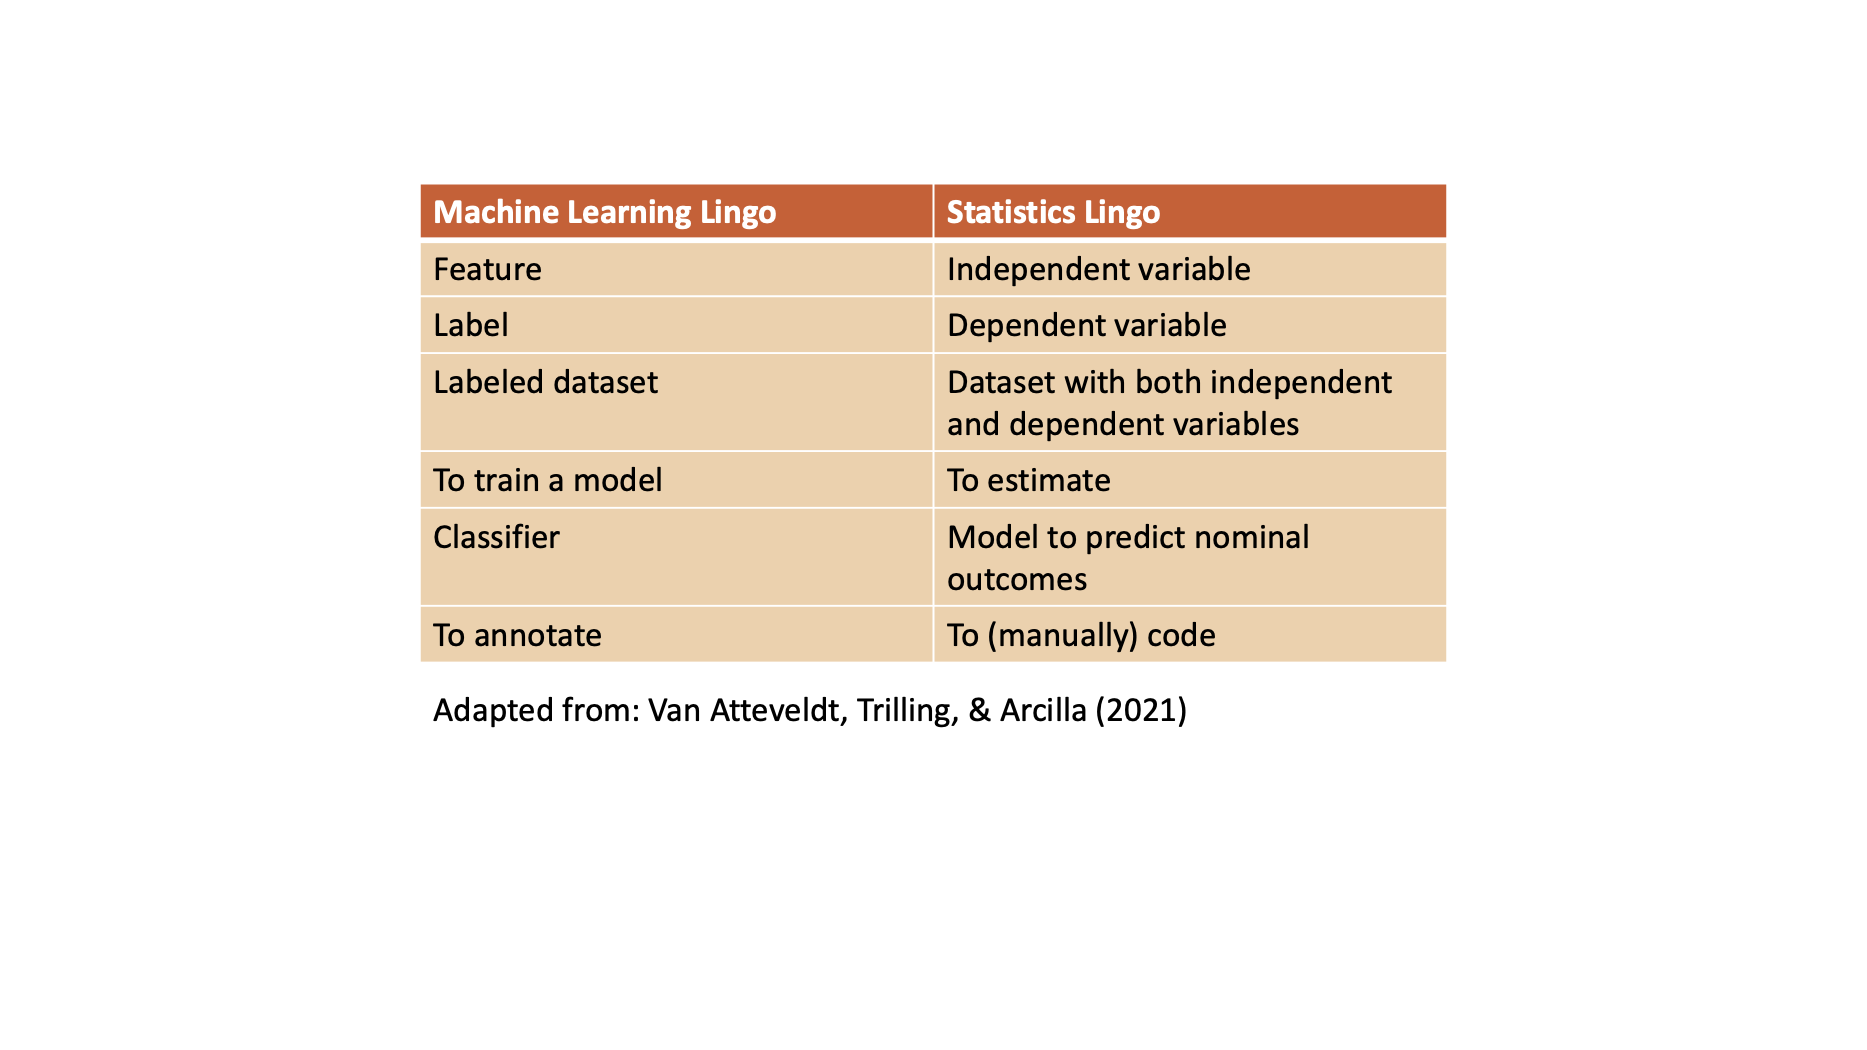 Machine Learning Lingo
Statistics Lingo
Feature
Independent variable
Label
Dependent variable
Labeled dataset
Dataset with both independent
and dependent variables
To train a model
To estimate
Classifier
Model to predict nominal
outcomes
To annotate
To (manually) code
Adapted from: Van Atteveldt, Trilling, & Arcilla (2021)